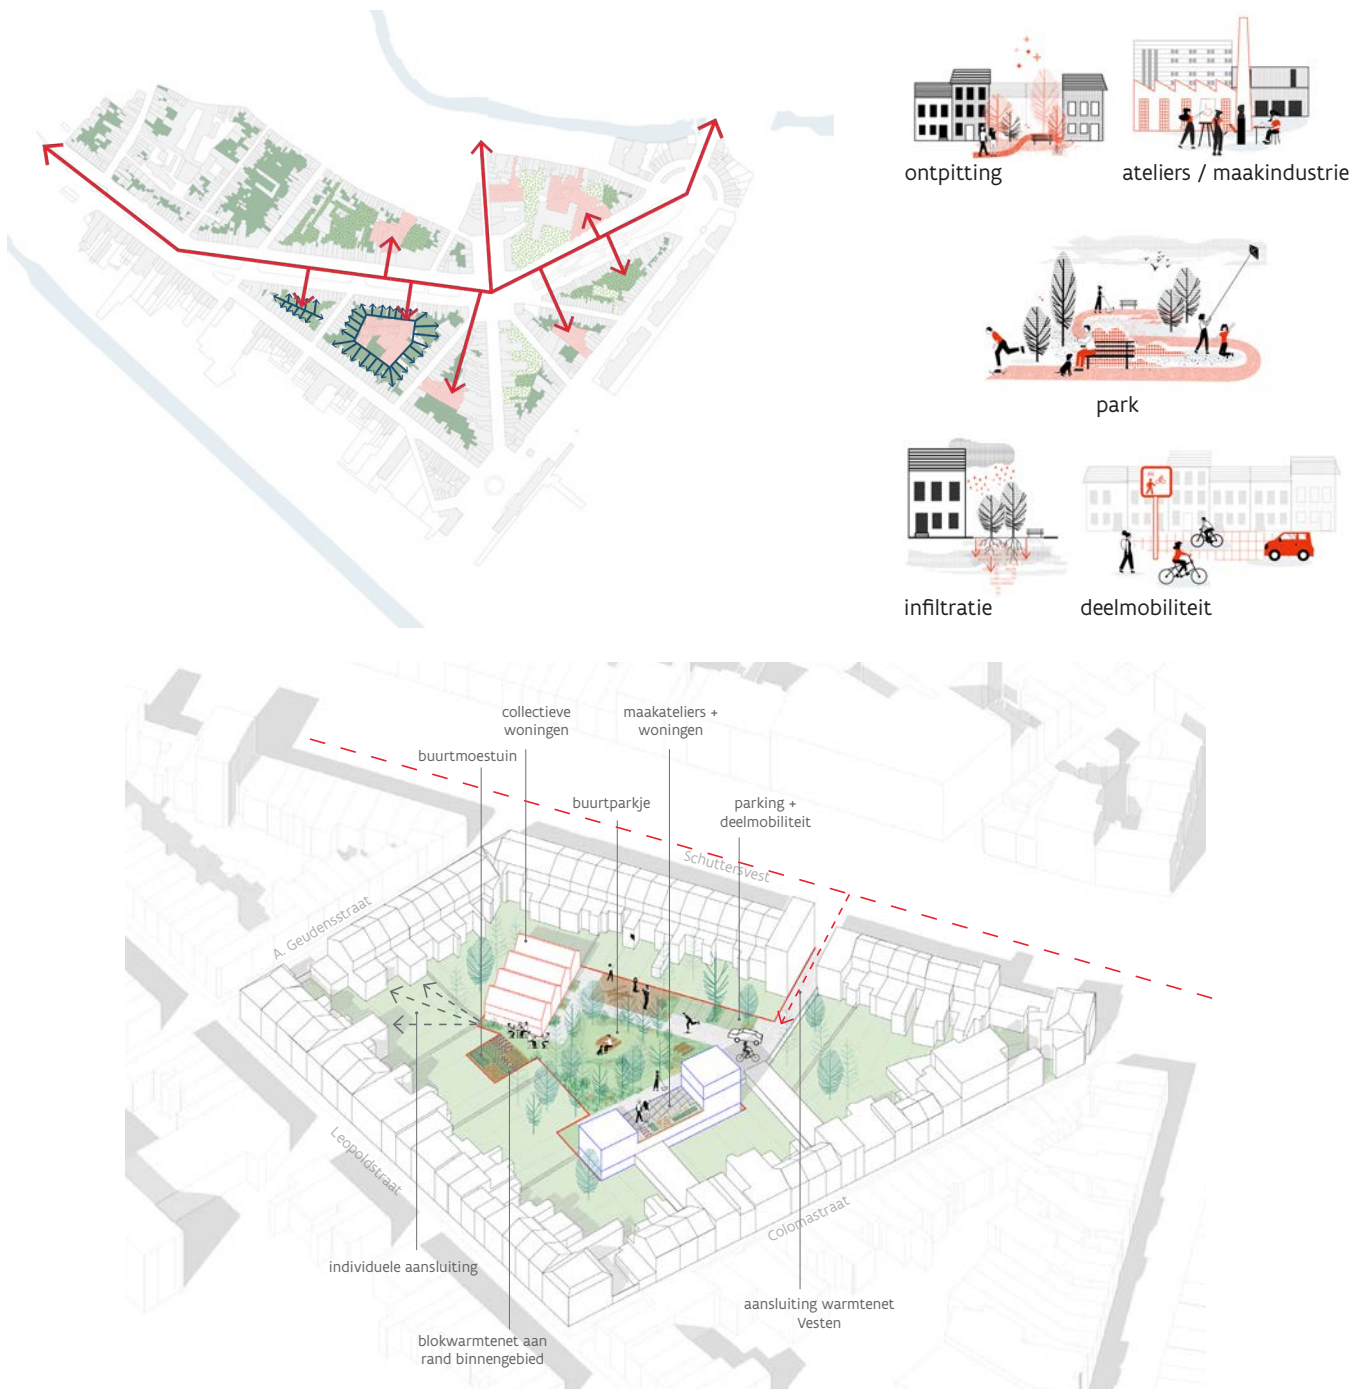 ontpitting
ateliers / maakindustrie
park
infiltratie
deelmobiliteit
collectieve
woningen
maakateliers +
woningen
buurtmoestuin
buurtparkje
parking +
deelmobiliteit
Schuttersvest
A. Geudensstraat
Leopoldstraat
Colomastraat
individuele aansluiting
aansluiting warmtenet
Vesten
blokwarmtenet aan
rand binnengebied